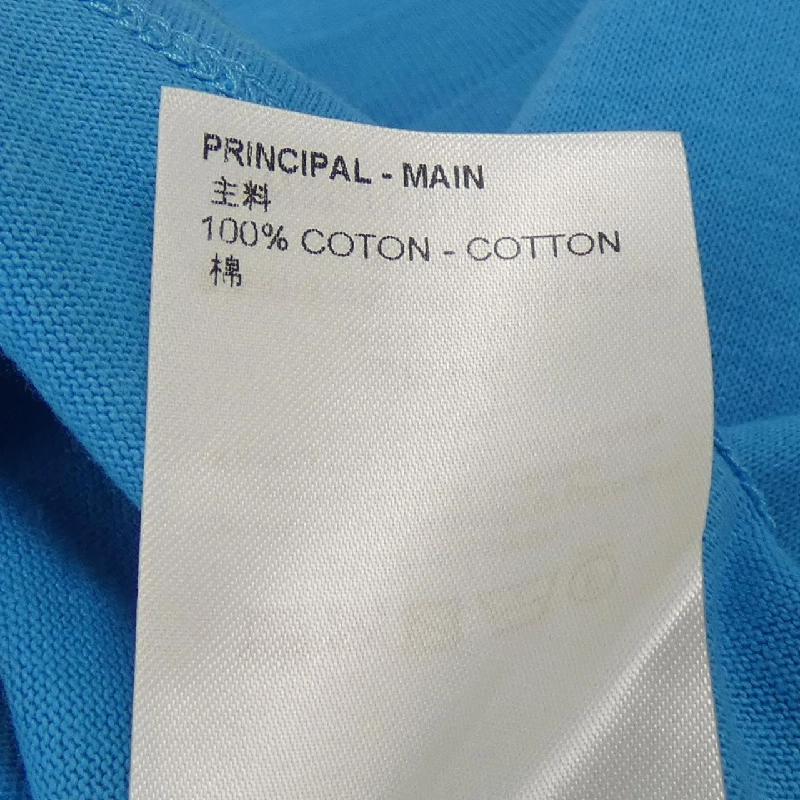 PRINCIPAL - MAIN
主料
100% COTON - COTTON
棉